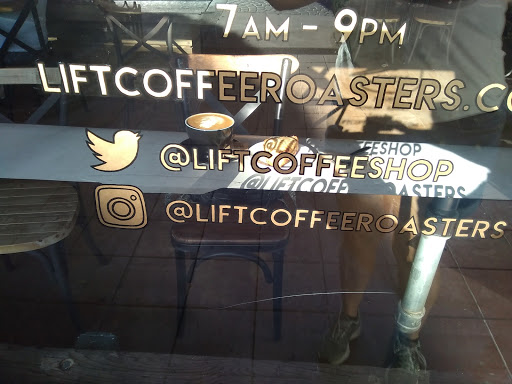 7AM - 9PM
LIFTCOFFEEROASTERS.CO
@LIFTCOFFEESHOP
@LIFTCOFFEEROASTERS